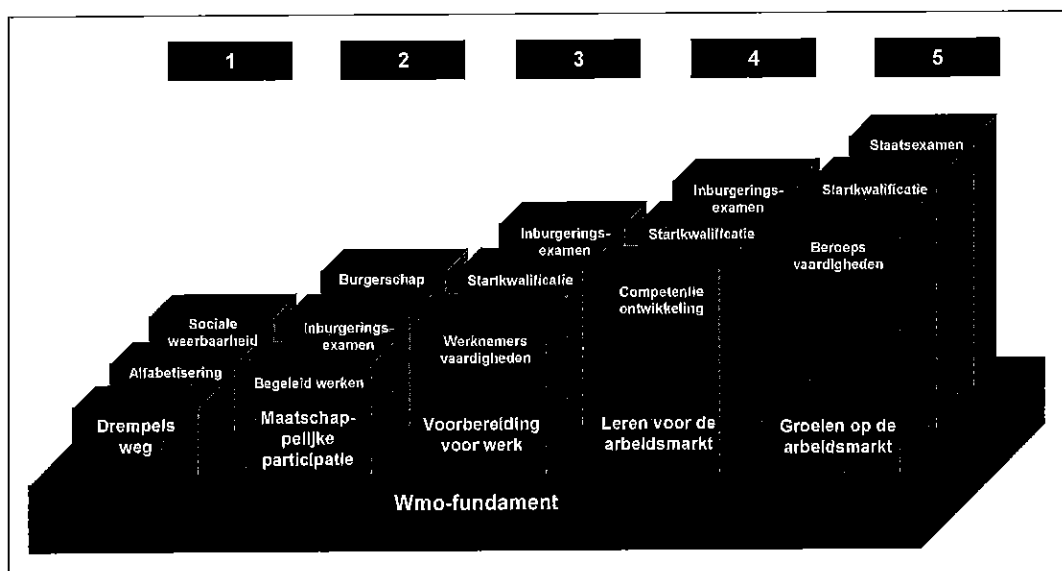 1
2
3
4
5
Staatsexamen
Inburgerings-
examen
Startkwalificatie
Inburgerings-
examen
Startkwalificatie
Beroeps
vaardigheden
Burgerschap
Startkwalificatie
Competentie
ontwikkeling
Sociale
weerbaarheid
Inburgerings-
examen
Werknemers
vaardigheden
Alfabetisering
Begeleid werken
Drempels
weg
Maatschap-
pelijke
participatie
Voorbereiding
voor werk
Leren voor de
arbeidsmarkt
Groeien op de
arbeidsmarkt
Wmo-fundament